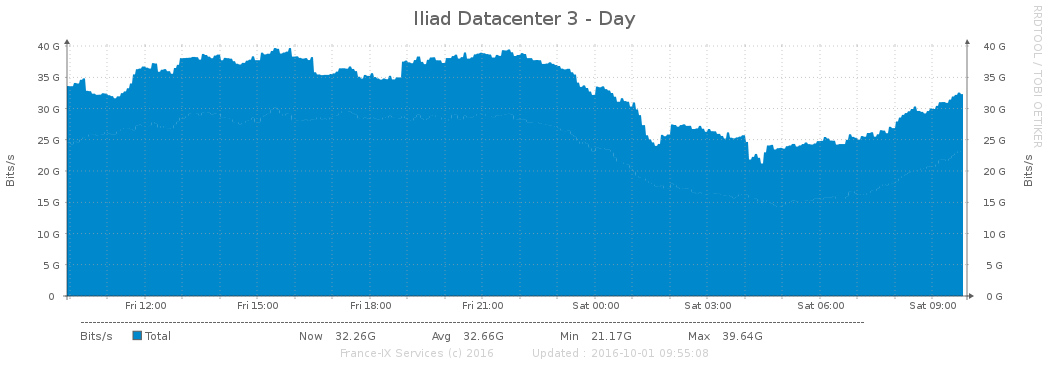 Iliad Datacenter 3 - Day
RRDTOOL / TOBI OETIKER
Bits/s
40 G
35 G
30 G
25 G
20 G
15 G
10 G
5 G
0
40 G
35 G
30 G
25 G
20 G
15 G
10 G
5 G
0 G
Bits/s
Fri 12:00 Fri 15:00 Fri 18:00 Fri 21:00 Sat 00:00 Sat 03:00 Sat 06:00 Sat 09:00
Bits/s Total Now 32.26G Avg 32.66G Min 21.17G Max 39.64G
France-IX Services (c) 2016 Updated : 2016-10-01 09:55:08